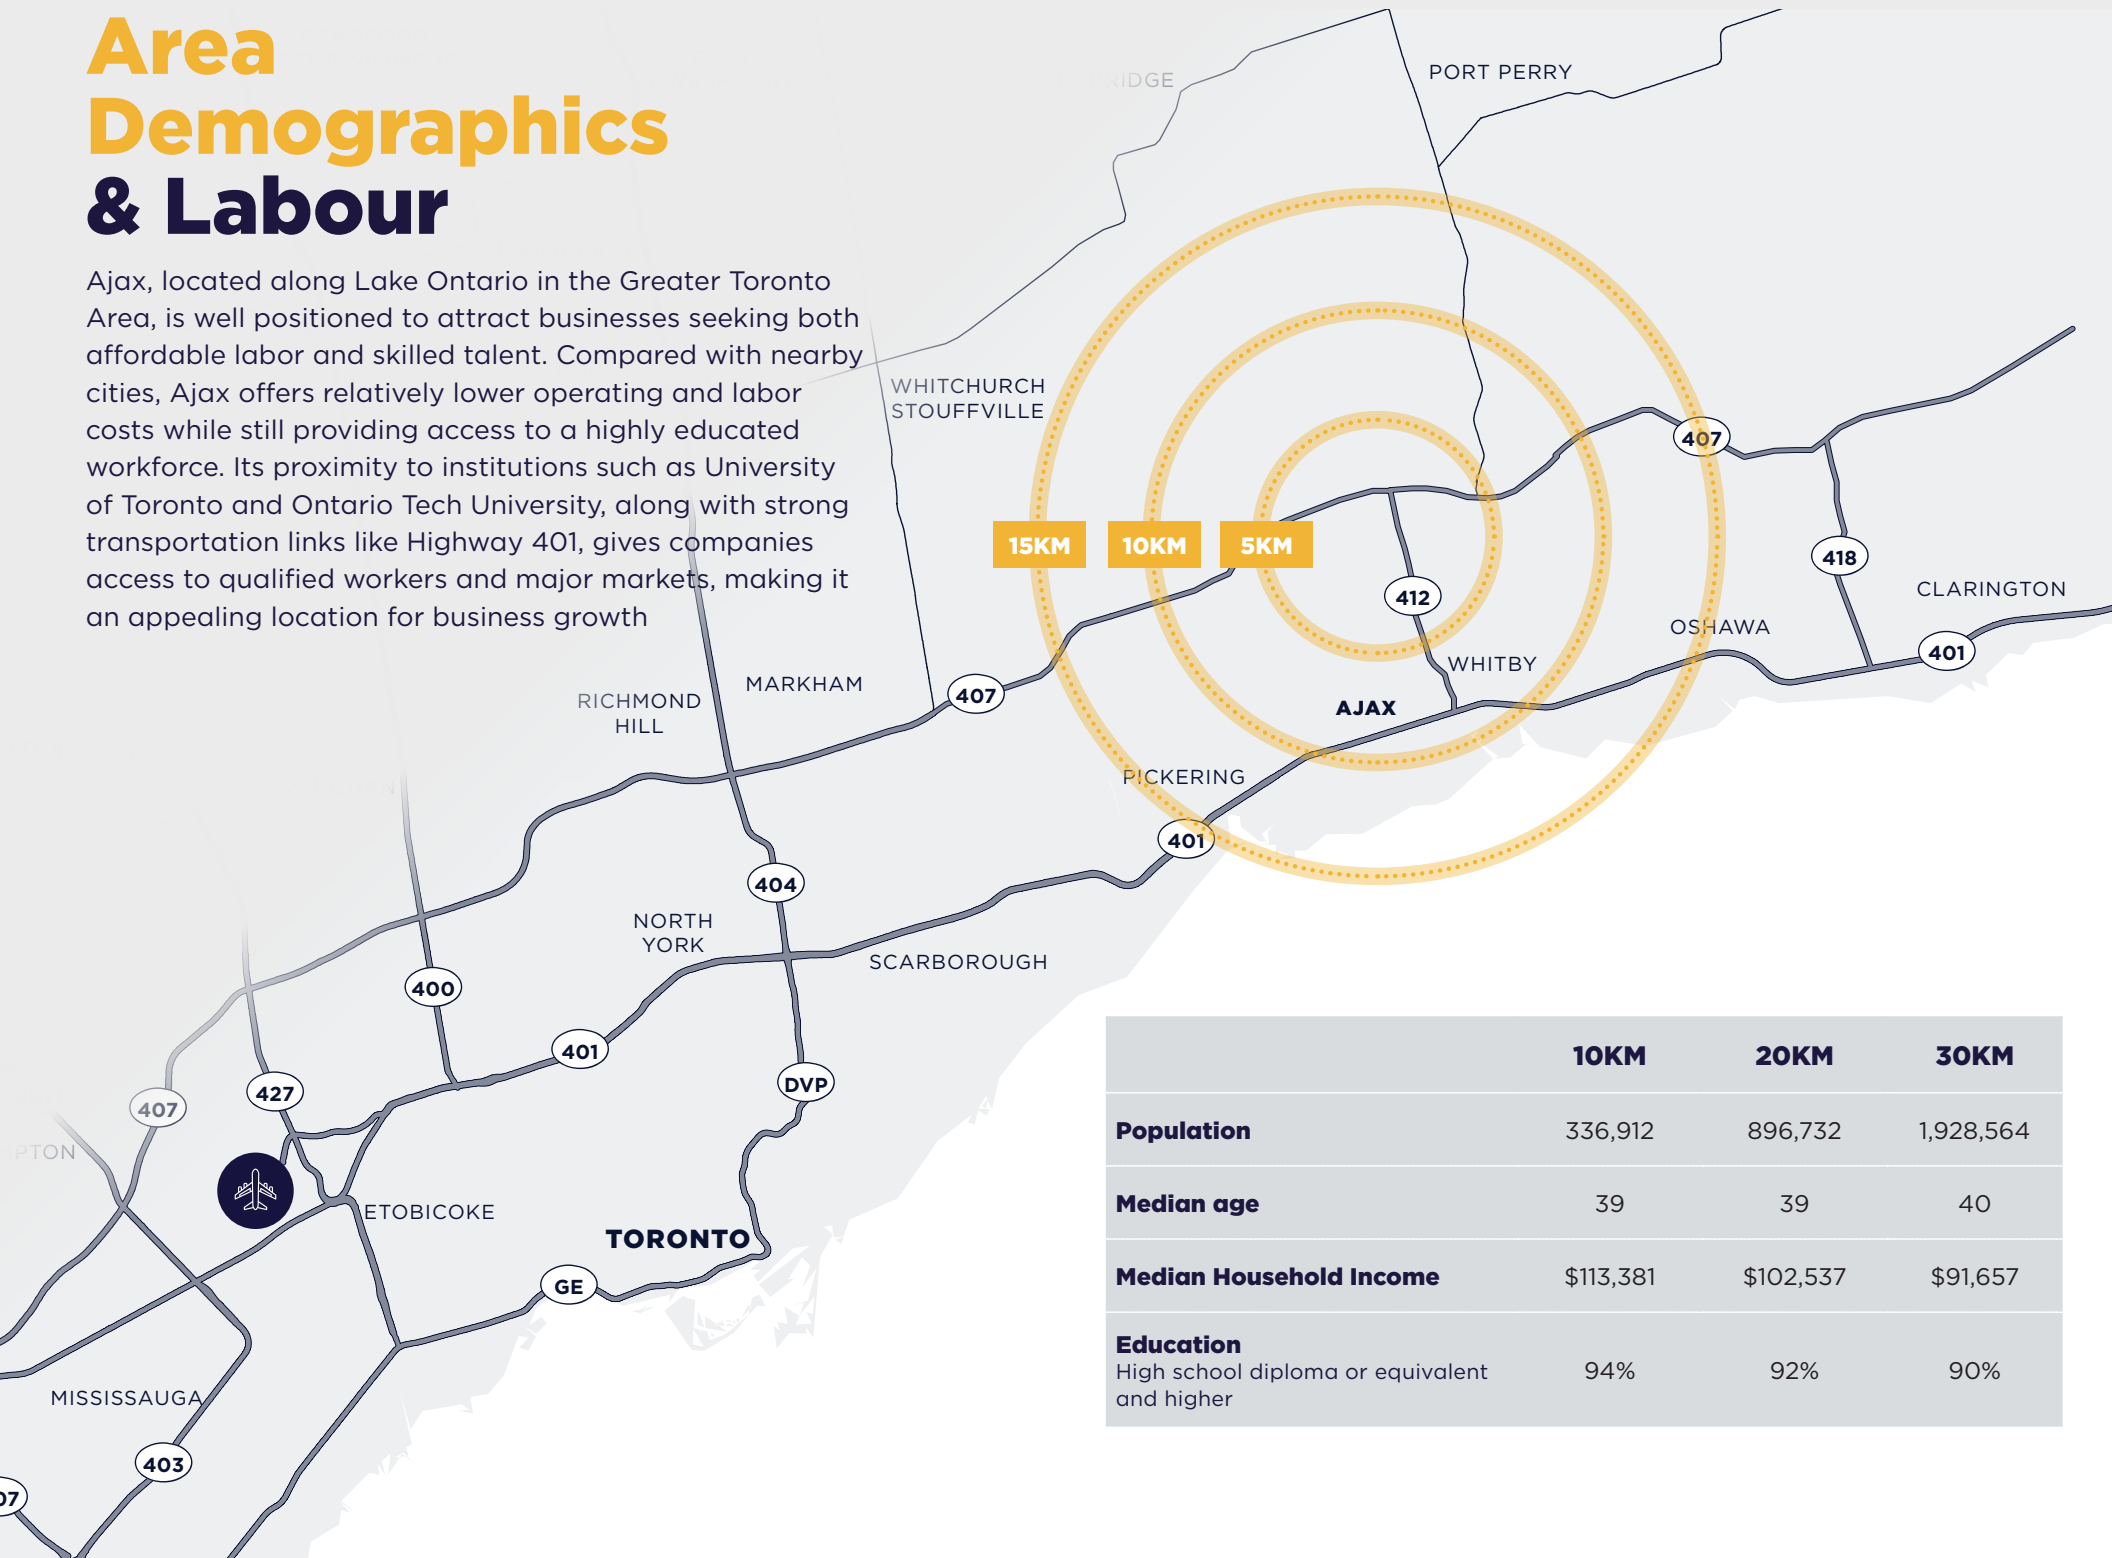 Area
Demographics
& Labour
Ajax, located along Lake Ontario in the Greater Toronto
Area, is well positioned to attract businesses seeking both
affordable labor and skilled talent. Compared with nearby
cities, Ajax offers relatively lower operating and labor
costs while still providing access to a highly educated
workforce. Its proximity to institutions such as University
of Toronto and Ontario Tech University, along with strong
transportation links like Highway 401, gives companies
access to qualified workers and major markets, making it
an appealing location for business growth
PORT PERRY
WHITCHURCH
STOUFFVILLE
407
15KM 10KM 5KM
418
412
CLARINGTON
OSHAWA
401
WHITBY
MARKHAM
407
RICHMOND
HILL
AJAX
PICKERING
401
404
NORTH
YORK
SCARBOROUGH
400
401
DVP
427
407
ETOBICOKE
TORONTO
GE
MISSISSAUGA
403
10KM 20KM 30KM
Population 336,912 896,732 1,928,564
Median age 39 39 40
Median Household Income $113,381 $102,537 $91,657
Education
High school diploma or equivalent 94% 92% 90%
and higher